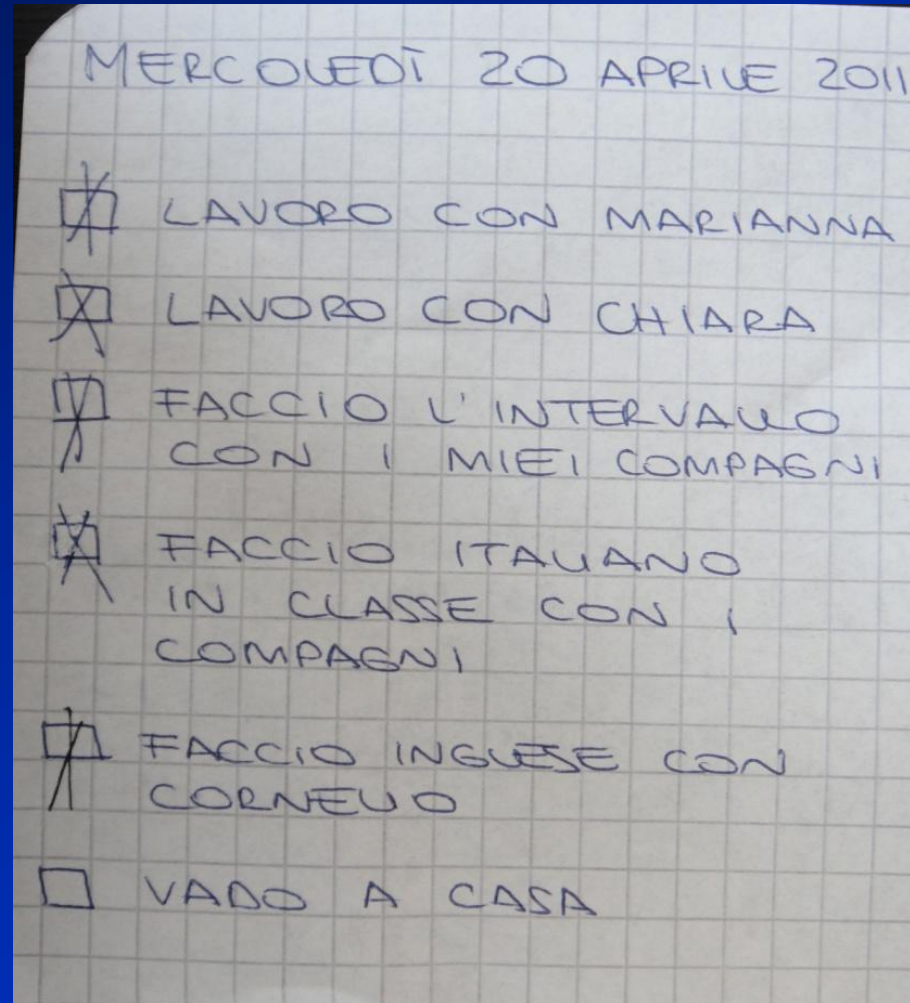 MERCOLEDÌ 20 APRILE 2011
LAVORO CON MARIANNA
LAVORO CON CHIARA
FACCIO L'INTERVALLO
CON I MIEI COMPAGNI
FACCIO ITALIANO
IN CLASSE CON I
COMPAGNI
FACCIO INGLESE CON
CORNELIO
VADO A CASA